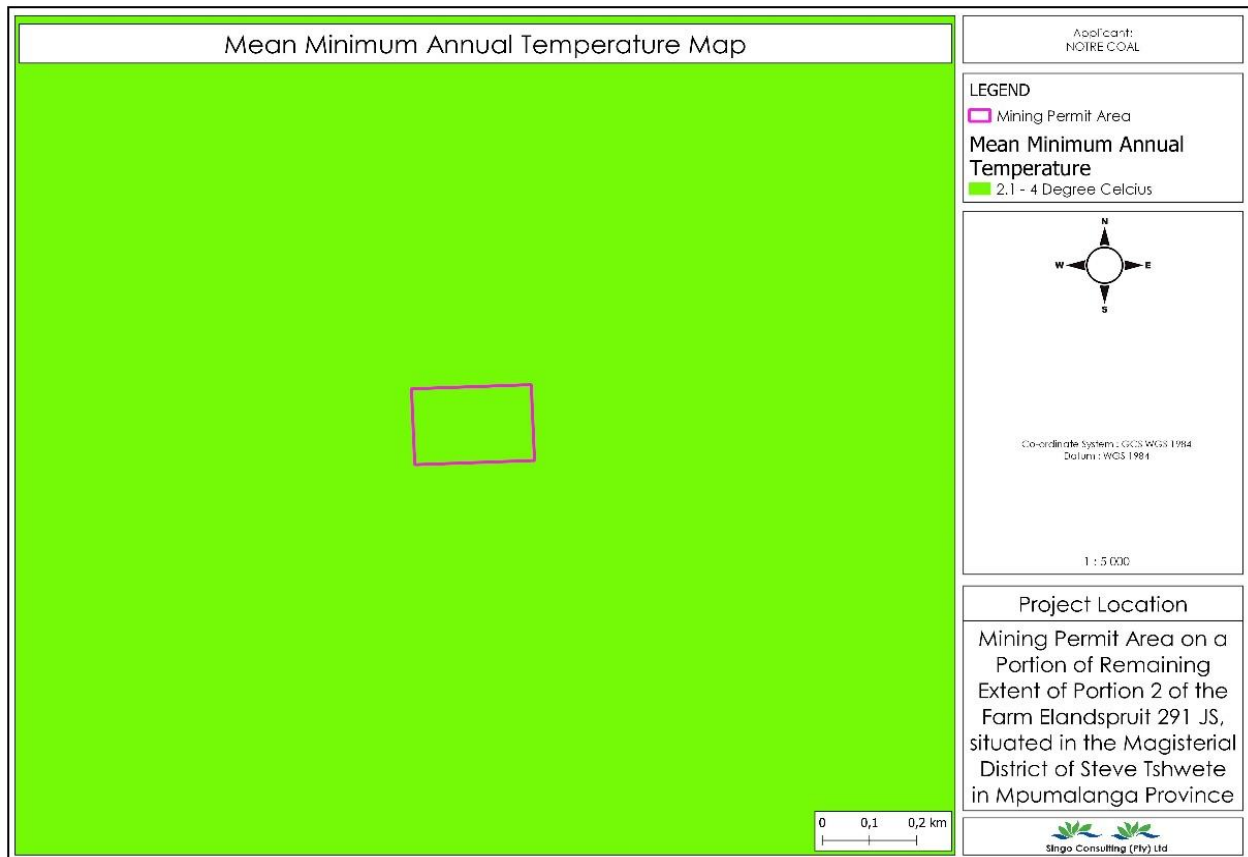 Mean Minimum Annual Temperature Map
Applicant:
NOTRE COAL
LEGEND
Mining Permit Area
Mean Minimum Annual
Temperature
2.1 - 4 Degree Celcius
N
W E
S
Co-ordinate System : GCS WGS 1984
Datum : WGS 1984
1 : 5 000
Project Location
Mining Permit Area on a
Portion of Remaining
Extent of Portion 2 of the
Farm Elandspruit 291 JS,
situated in the Magisterial
District of Steve Tshwete
in Mpumalanga Province
0 0,1 0,2 km
Singo Consulting (Pty) Ltd